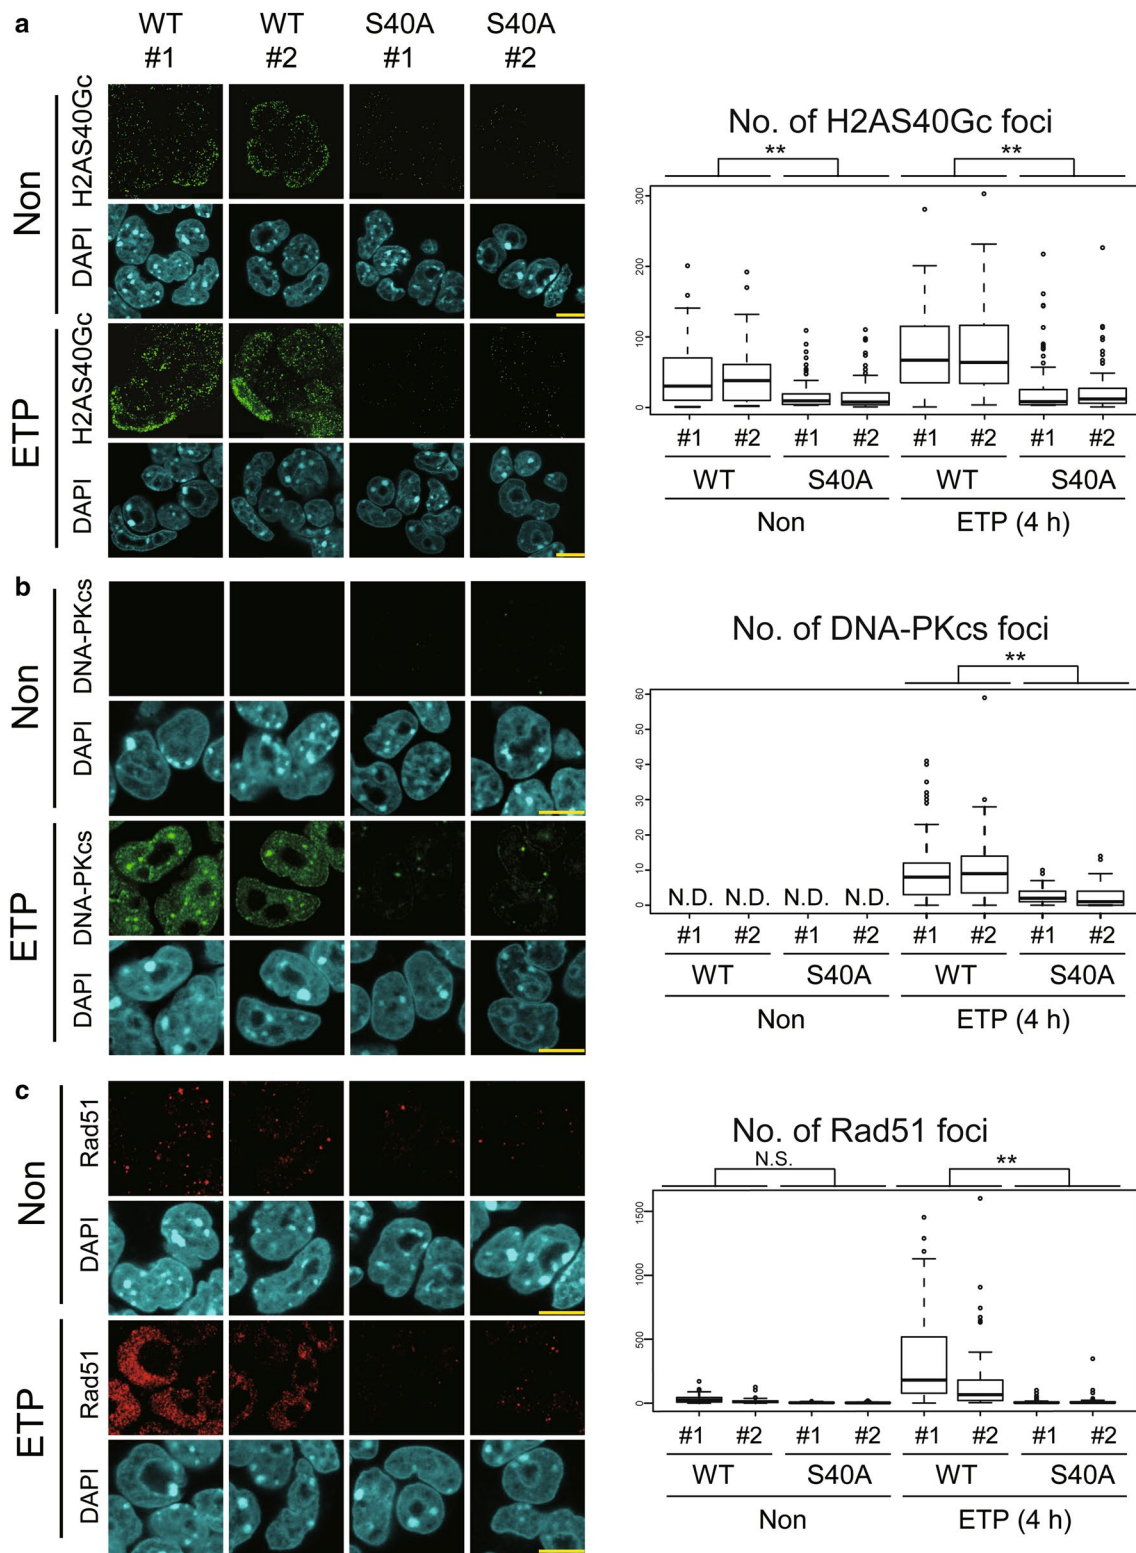 a
WT WT S40A S40A
#1 #2 #1 #2
Non
H2AS40Gc
DAPI
ETP
H2AS40Gc
DAPI
No. of H2AS40Gc foci
** **
300
200
100
0
#1 #2 #1 #2 #1 #2 #1 #2
WT S40A WT S40A
Non ETP (4 h)
b
Non
DNA-PKcs
DAPI
ETP
DNA-PKcs
DAPI
No. of DNA-PKcs foci
**
60
50
40
30
20
10
0
N.D. N.D. N.D. N.D.
#1 #2 #1 #2 #1 #2 #1 #2
WT S40A WT S40A
Non ETP (4 h)
c
Non
Rad51
DAPI
ETP
Rad51
DAPI
No. of Rad51 foci
N.S. **
1500
1000
500
0
#1 #2 #1 #2 #1 #2 #1 #2
WT S40A WT S40A
Non ETP (4 h)